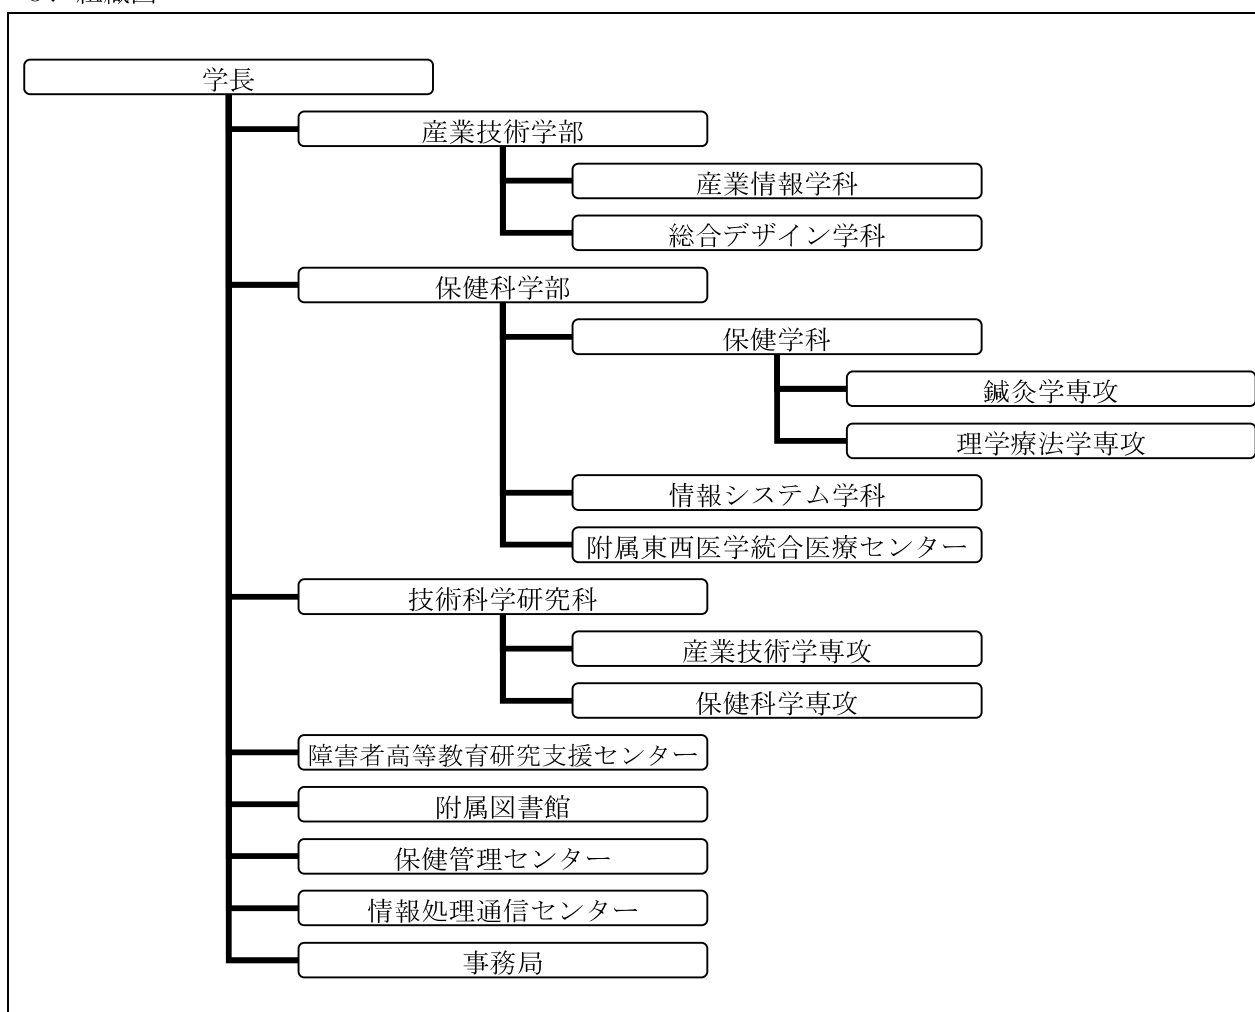 学長
産業技術学部
産業情報学科
総合デザイン学科
保健科学部
保健学科
鍼灸学専攻
理学療法学専攻
情報システム学科
附属東西医学統合医療センター
技術科学研究科
産業技術学専攻
保健科学専攻
障害者高等教育研究支援センター
附属図書館
保健管理センター
情報処理通信センター
事務局